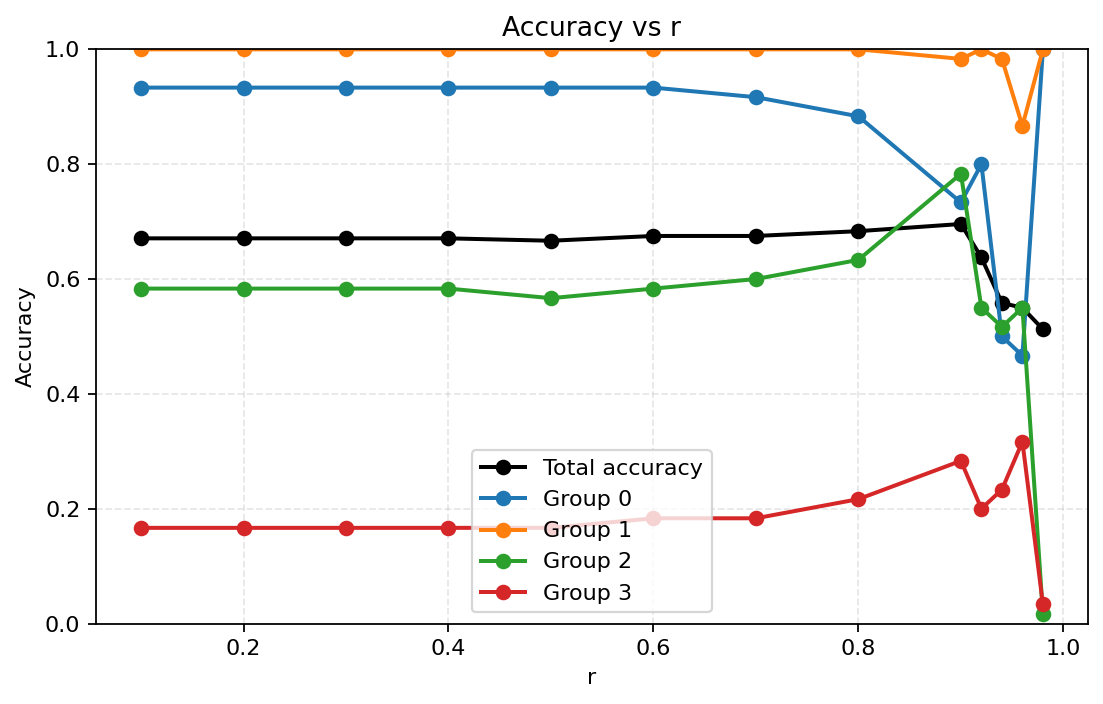 Accuracy vs r
1.0
0.8
0.6
0.4
0.2
0.0
Accuracy
Total accuracy
Group 0
Group 1
Group 2
Group 3
0.2 0.4 0.6 0.8 1.0
r